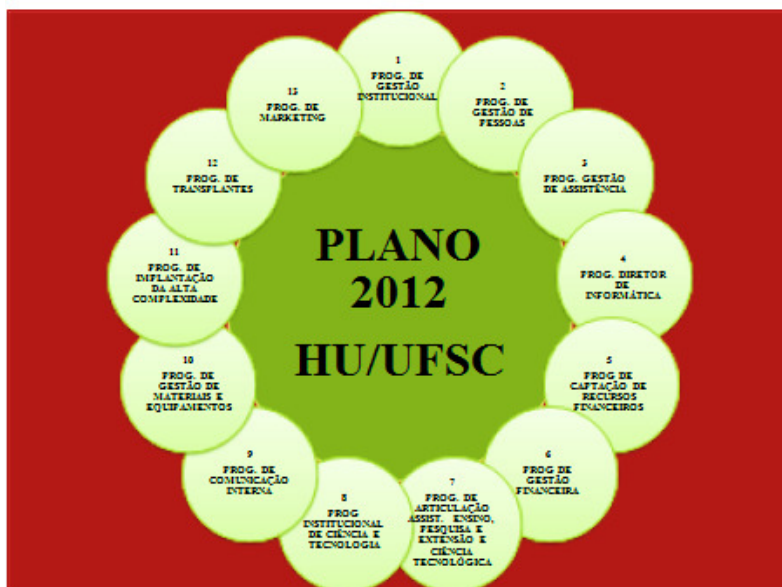 PLANO
2012
HU/UFSC
1
PROG. DE
GESTÃO
INSTITUCIONAL
2
PROG. DE
GESTÃO DE
PESSOAS
3
PROG. GESTÃO
DE ASSISTÊNCIA
4
PROG. DIRETOR
DE
INFORMÁTICA
5
PROG DE
CAPTAÇÃO DE
RECURSOS
FINANCEIROS
6
PROG DE
GESTÃO
FINANCEIRA
7
PROG. DE
ARTICULAÇÃO
ASSIST. ENSINO,
PESQUISA E
EXTENSÃO E
CIÊNCIA
TECNOLÓGICA
8
PROG
INSTITUCIONAL
DE CIÊNCIA E
TECNOLOGIA
9
PROG. DE
COMUNICAÇÃO
INTERNA
10
PROG. DE
GESTÃO DE
MATERIAIS E
EQUIPAMENTOS
11
PROG. DE
IMPLANTAÇÃO
DA ALTA
COMPLEXIDADE
12
PROG. DE
TRANSPLANTES
13
PROG. DE
MARKETING